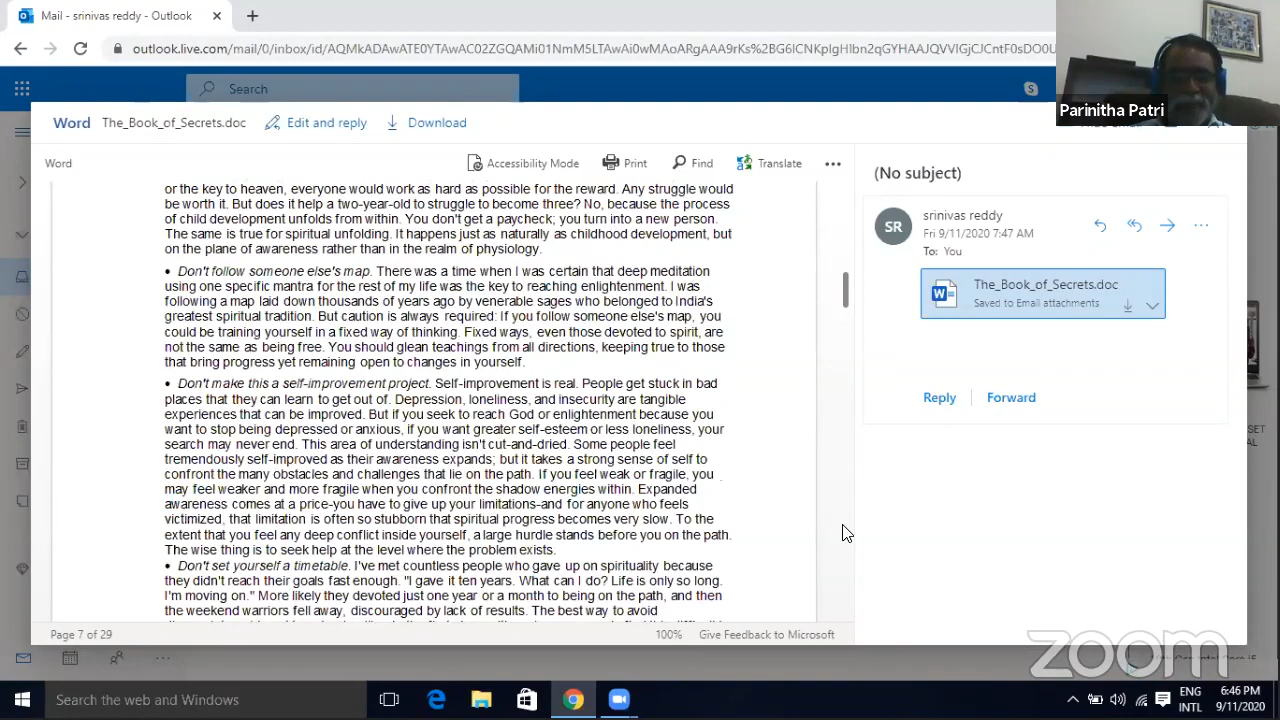 Mail - srinivas reddy - Outlook
outlook.live.com/mail/0/inbox/id/
Parinitha Patri
Search
Word The_Book_of_Secrets.doc Edit and reply Download
Word Accessibility Mode Print Find Translate
or the key to heaven, everyone would work as hard as possible for the reward. Any struggle would
be worth it. But does it help a two-year-old to struggle to become three? No, because the process
of child development unfolds from within. You don't get a paycheck; you turn into a new person.
The same is true for spiritual unfolding. It happens just as naturally as childhood development, but
on the plane of awareness rather than in the realm of physiology.
• Don't follow someone else's map. There was a time when I was certain that deep meditation
using one specific mantra for the rest of my life was the key to reaching enlightenment. I was
following a map laid down thousands of years ago by venerable sages who belonged to India's
greatest spiritual tradition. But caution is always required: If you follow someone else's map, you
could be training yourself in a fixed way of thinking. Fixed ways, even those devoted to spirit, are
not the same as being free. You should glean teachings from all directions, keeping true to those
that bring progress yet remaining open to changes in yourself.
• Don't make this a self-improvement project. Self-improvement is real. People get stuck in bad
places that they can learn to get out of. Depression, loneliness, and insecurity are tangible
experiences that can be improved. But if you seek to reach God or enlightenment because you
want to stop being depressed or anxious, if you want greater self-esteem or less loneliness, your
search may never end. This area of understanding isn't cut-and-dried. Some people feel
tremendously self-improved as their awareness expands; but it takes a strong sense of self to
confront the many obstacles and challenges that lie on the path. If you feel weak or fragile, you
may feel weaker and more fragile when you confront the shadow energies within. Expanded
awareness comes at a price-you have to give up your limitations-and for anyone who feels
victimized, that limitation is often so stubborn that spiritual progress becomes very slow. To the
extent that you feel any deep conflict inside yourself, a large hurdle stands before you on the path.
The wise thing is to seek help at the level where the problem exists.
• Don't set yourself a timetable. I've met countless people who gave up on spirituality because
they didn't reach their goals fast enough. "I gave it ten years. What can I do? Life is only so long.
I'm moving on." More likely they devoted just one year or a month to being on the path, and then
the weekend warriors fell away, discouraged by lack of results. The best way to avoid
Page 7 of 29
100% Give Feedback to Microsoft
(No subject)
SR
srinivas reddy
Fri 9/11/2020 7:47 AM
To: You
The_Book_of_Secrets.doc
Saved to Email attachments
Reply Forward
zoom
Search the web and Windows
ENG
INTL
6:46 PM
9/11/2020